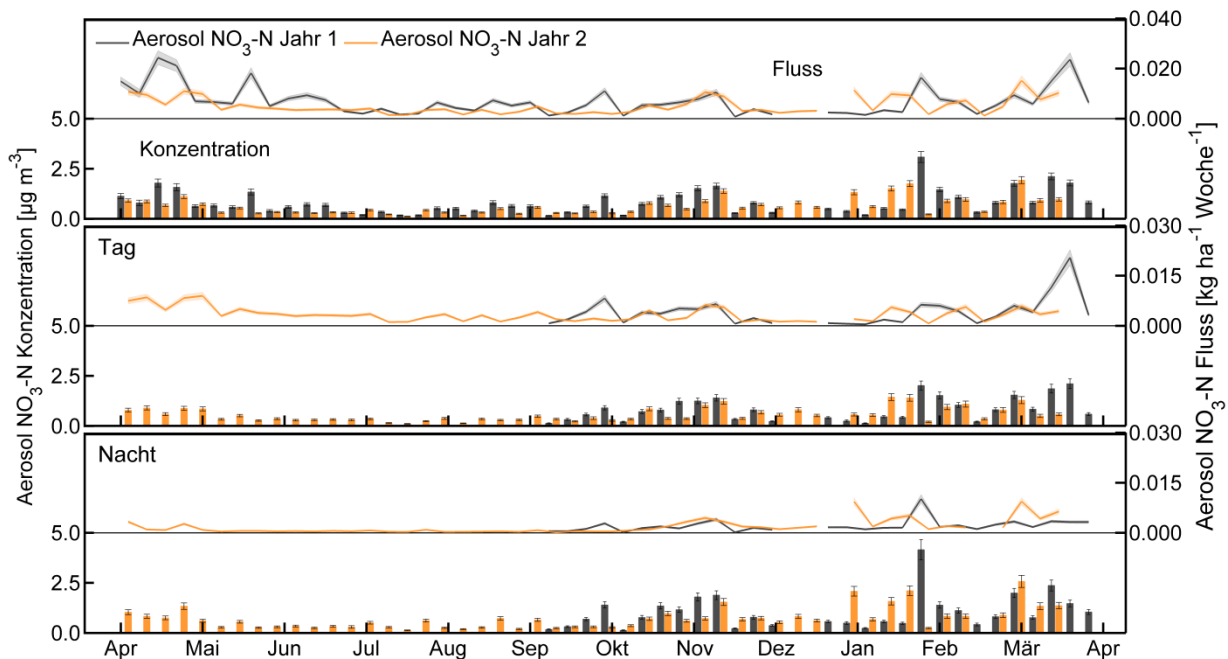 Aerosol NO3-N Jahr 1
Aerosol NO3-N Jahr 2
Fluss
Konzentration
0.040
0.020
0.000
5.0
2.5
0.0
Tag
0.030
0.015
0.000
5.0
2.5
0.0
Nacht
0.030
0.015
0.000
5.0
2.5
0.0
Aerosol NO3-N Konzentration [µg m−3]
Aerosol NO3-N Fluss [kg ha−1 Woche−1]
Apr Mai Jun Jul Aug Sep Okt Nov Dez Jan Feb Mär Apr